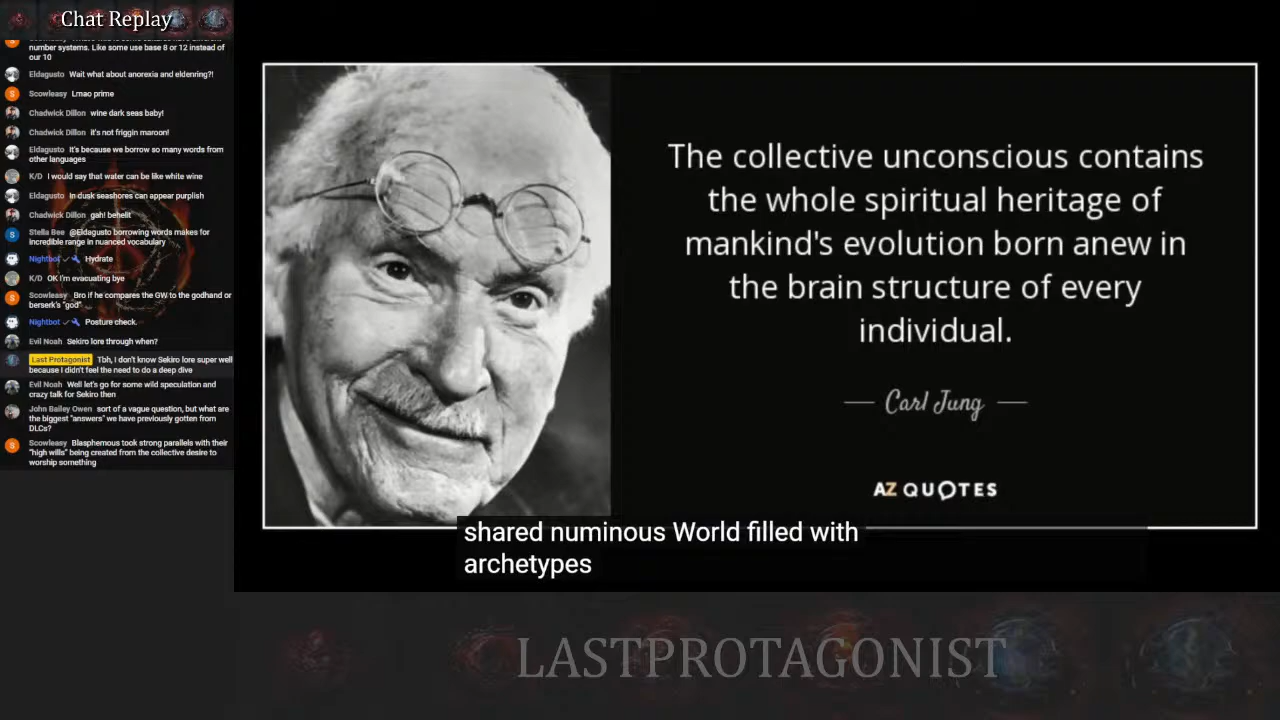 Chat Replay
number systems. Like some use base 8 or 12 instead of
our 10
Eldagusto Wait what about anorexia and eldenring?!
Scowleasy Lmao prime
Chadwick Dillon wine dark seas baby!
Chadwick Dillon it's not friggin maroon!
Eldagusto It's because we borrow so many words from
other languages
K/D I would say that water can be like white wine
Eldagusto In dusk seashores can appear purplish
Chadwick Dillon gah! behelit
Stella Bee @Eldagusto borrowing words makes for
incredible range in nuanced vocabulary
Nightbot Hydrate
K/D OK I'm evacuating bye
Scowleasy Bro if he compares the GW to the godhand or
berserk's "god"
Nightbot Posture check.
Evil Noah Sekiro lore through when?
Last Protagonist Tbh, I don't know Sekiro lore super well
because I didn't feel the need to do a deep dive
Evil Noah Well let's go for some wild speculation and
crazy talk for Sekiro then
John Bailey Owen sort of a vague question, but what are
the biggest "answers" we have previously gotten from
DLCs?
Scowleasy Blasphemous took strong parallels with their
"high wills" being created from the collective desire to
worship something
The collective unconscious contains
the whole spiritual heritage of
mankind's evolution born anew in
the brain structure of every
individual.
— Carl Jung —
AZ QUOTES
shared numinous World filled with
archetypes
LASTPROTAGONIST